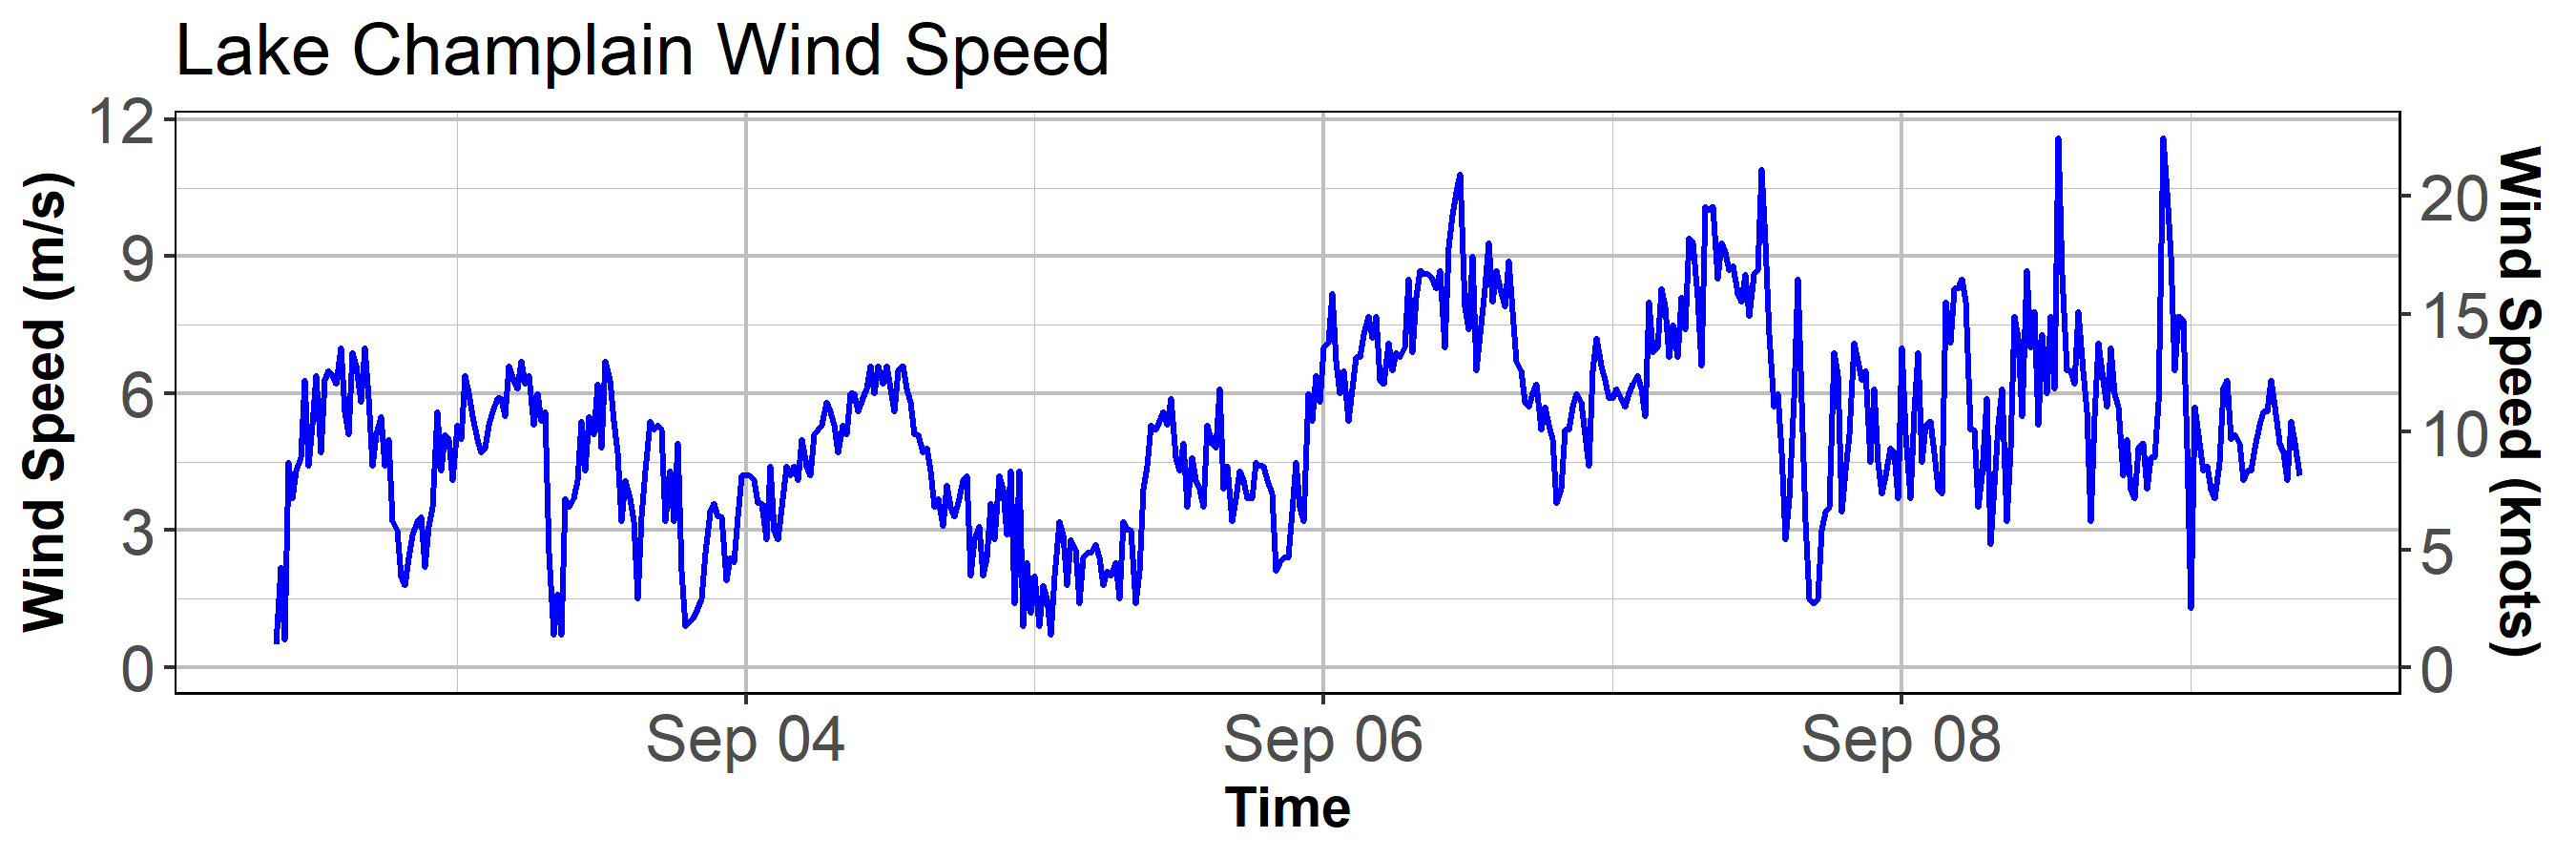 Lake Champlain Wind Speed
12
9
6
3
0
Wind Speed (m/s)
20
15
10
5
0
Wind Speed (knots)
Sep 04
Sep 06
Sep 08
Time